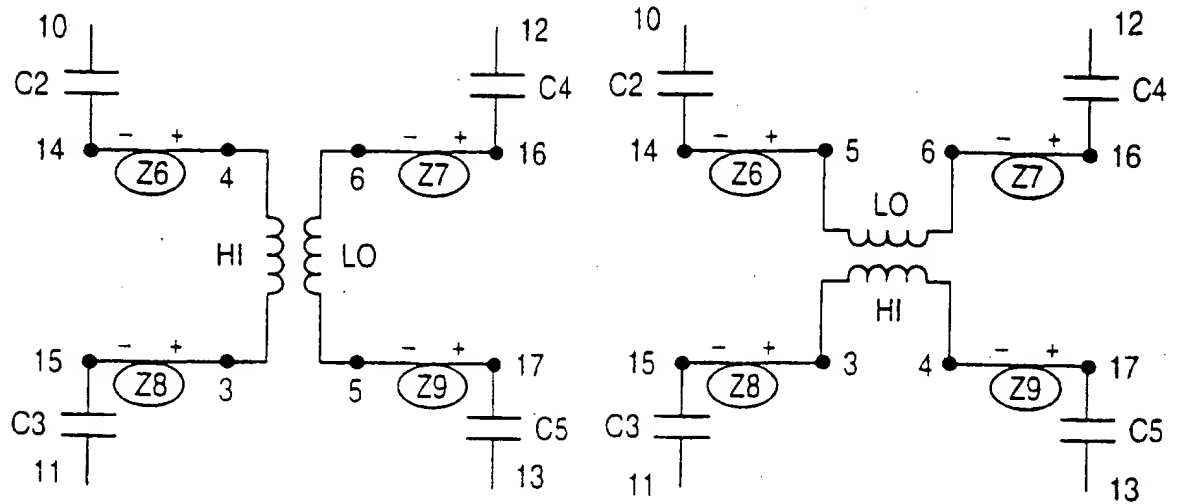 10 12 10 12
C2 C4 C2 C4
14 - + - + 16 14 - + 5 6 - + 16
Z6 4 6 Z7 Z6 Z7
HI LO LO
HI
15 - + - + 17 15 - + 3 4 - + 17
Z8 3 5 Z9 Z8 Z9
C3 C5 C3 C5
11 13 11 13